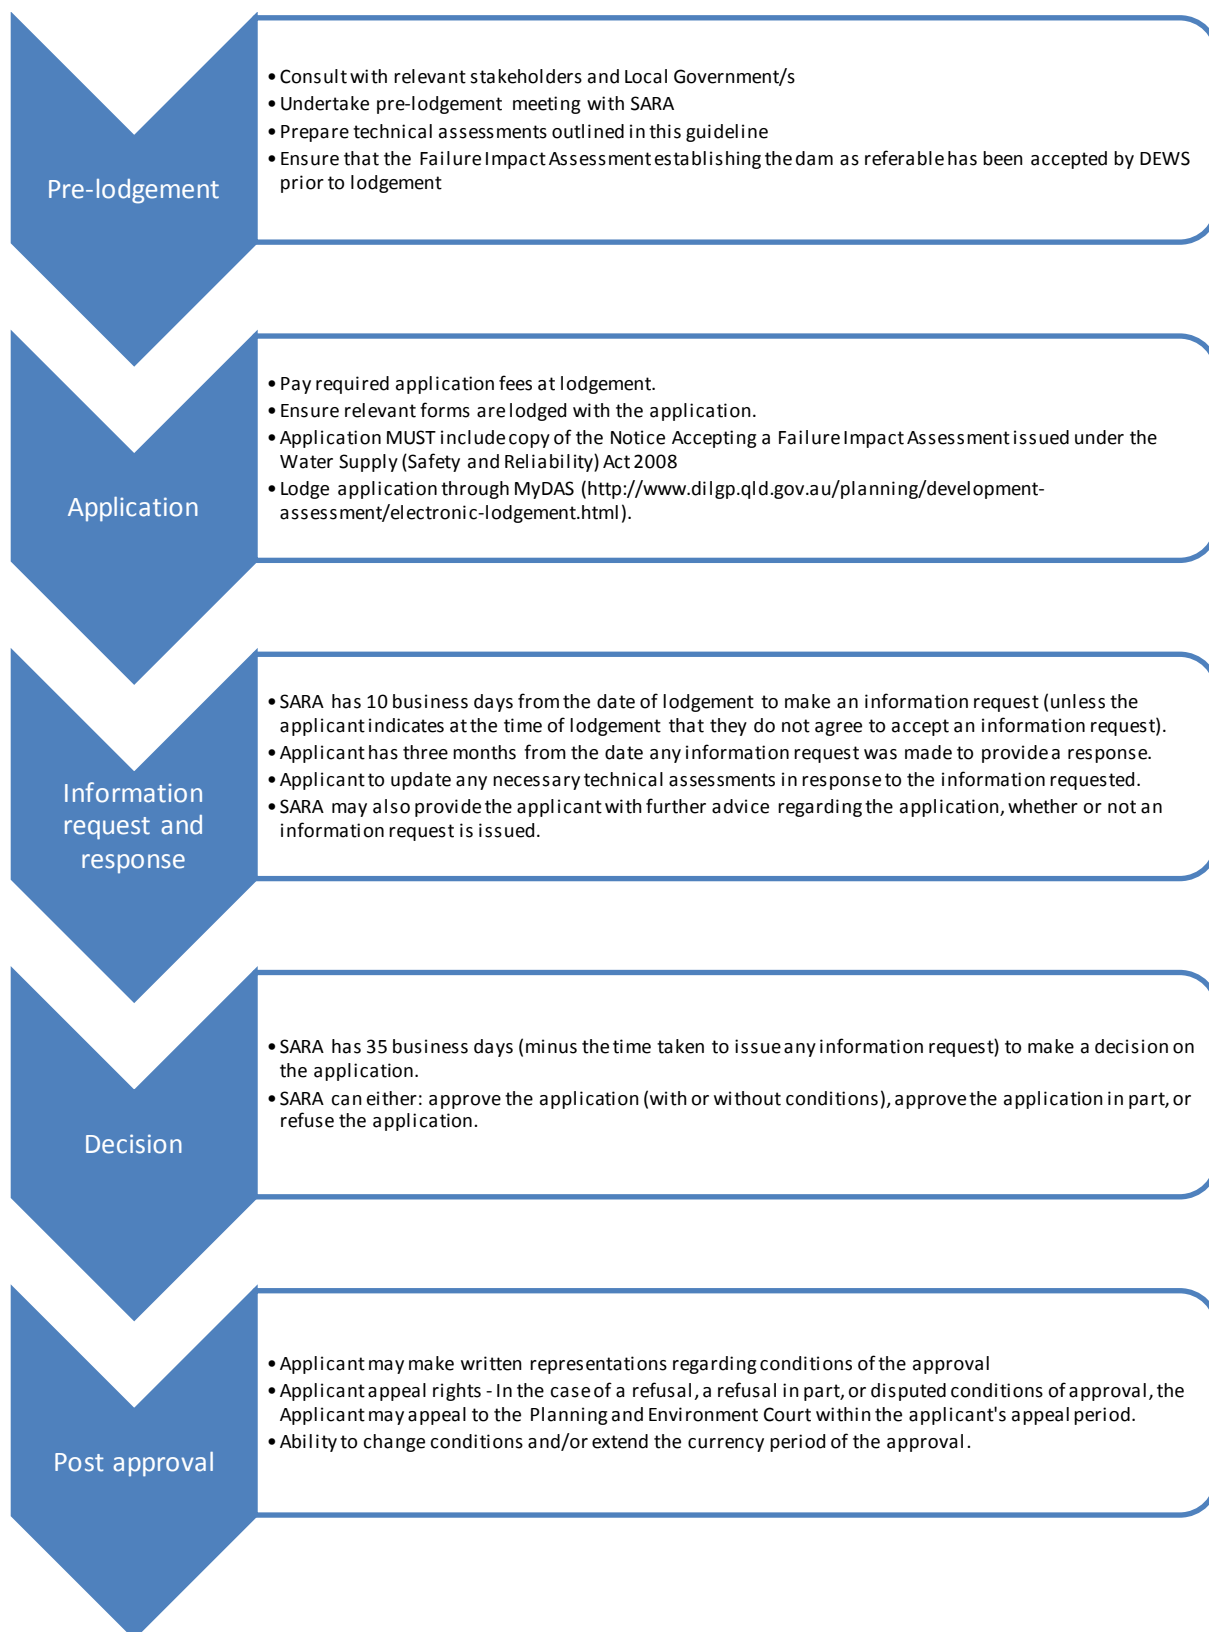 Pre-lodgement
• Consult with relevant stakeholders and Local Government/s
• Undertake pre-lodgement meeting with SARA
• Prepare technical assessments outlined in this guideline
• Ensure that the Failure Impact Assessment establishing the dam as referable has been accepted by DEWS
prior to lodgement
Application
• Pay required application fees at lodgement.
• Ensure relevant forms are lodged with the application.
• Application MUST include copy of the Notice Accepting a Failure Impact Assessment issued under the
Water Supply (Safety and Reliability) Act 2008
• Lodge application through MyDAS (http://www.dilgp.qld.gov.au/planning/development-
assessment/electronic-lodgement.html).
Information
request and
response
• SARA has 10 business days from the date of lodgement to make an information request (unless the
applicant indicates at the time of lodgement that they do not agree to accept an information request).
• Applicant has three months from the date any information request was made to provide a response.
• Applicant to update any necessary technical assessments in response to the information requested.
• SARA may also provide the applicant with further advice regarding the application, whether or not an
information request is issued.
Decision
• SARA has 35 business days (minus the time taken to issue any information request) to make a decision on
the application.
• SARA can either: approve the application (with or without conditions), approve the application in part, or
refuse the application.
Post approval
• Applicant may make written representations regarding conditions of the approval
• Applicant appeal rights - In the case of a refusal, a refusal in part, or disputed conditions of approval, the
Applicant may appeal to the Planning and Environment Court within the applicant's appeal period.
• Ability to change conditions and/or extend the currency period of the approval.